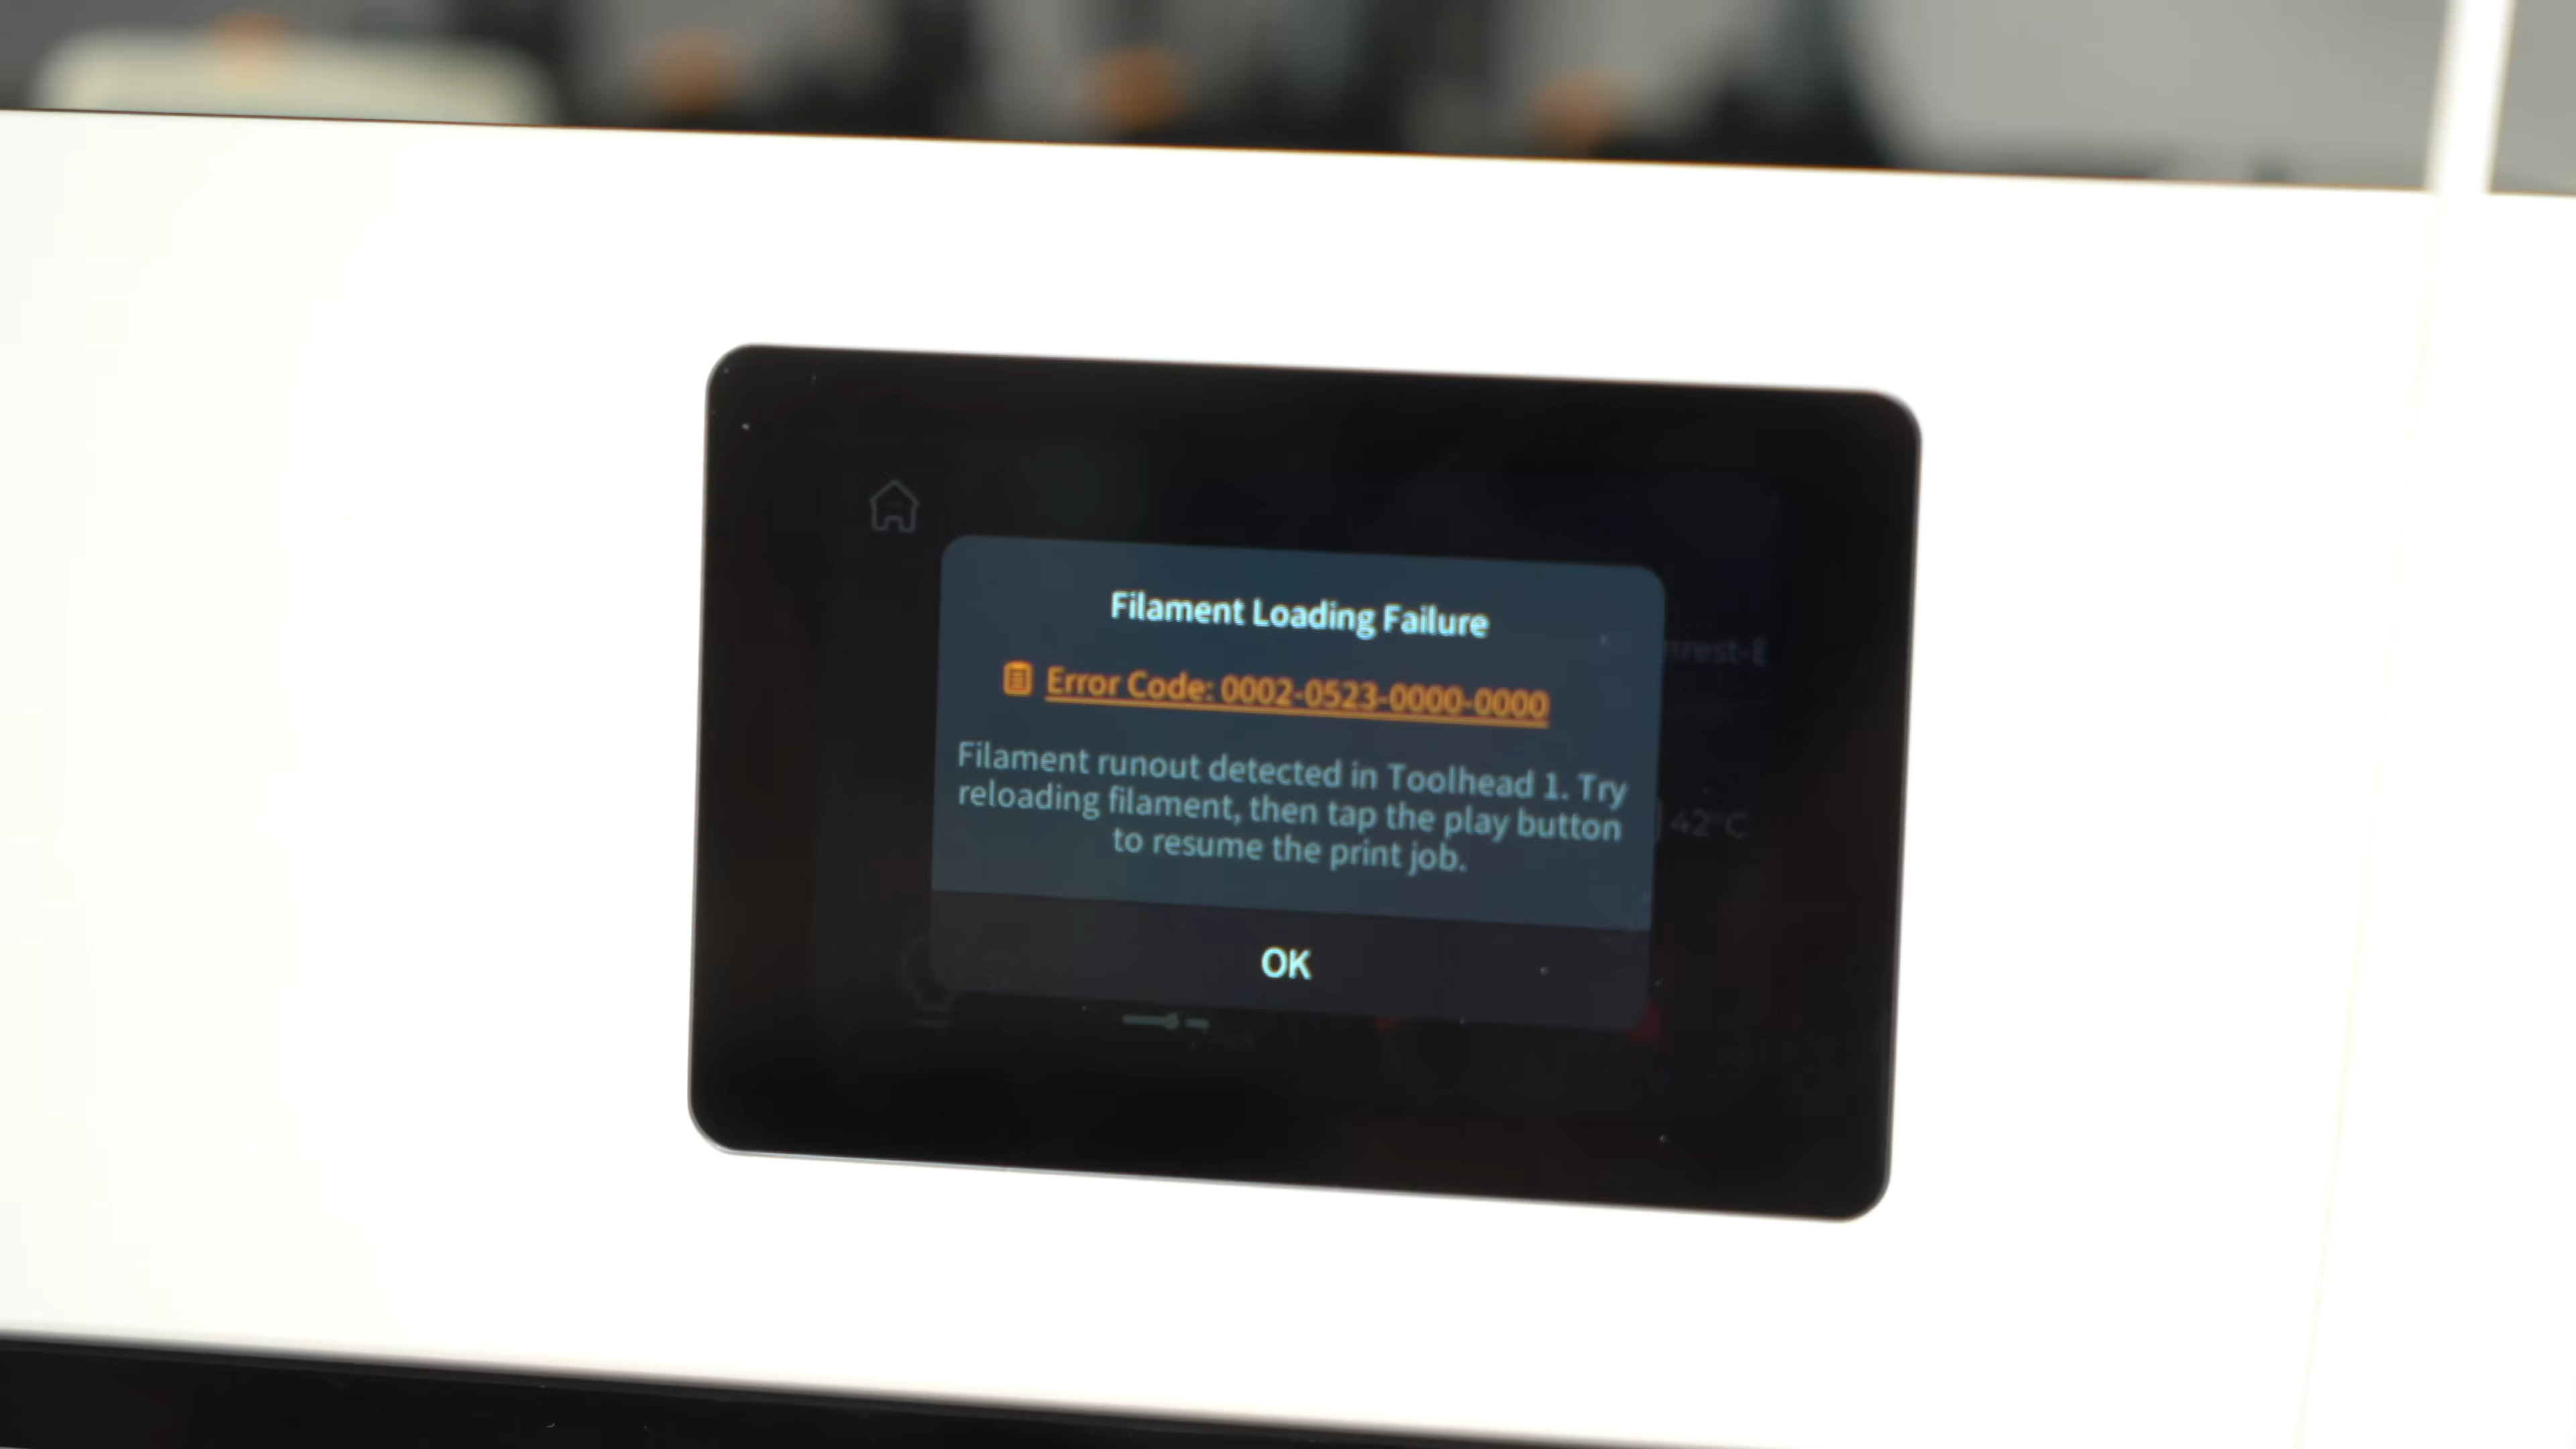 Filament Loading Failure
Error Code: 0002-0523-0000-0000
Filament runout detected in Toolhead 1. Try
reloading filament, then tap the play button
to resume the print job.
42°C
OK